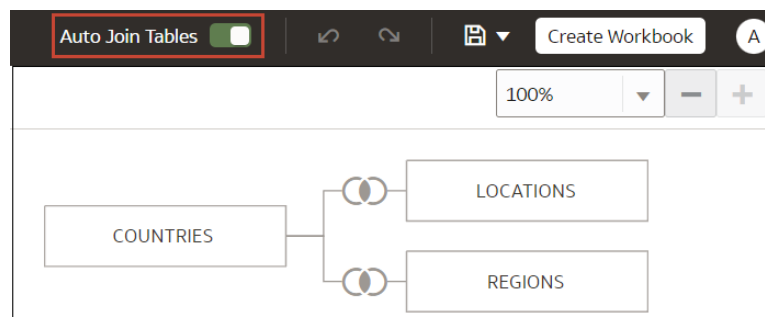 Auto Join Tables Create Workbook A
100%
LOCATIONS
COUNTRIES
REGIONS